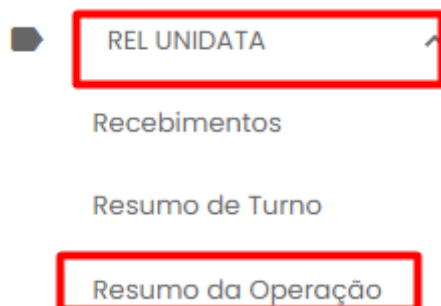 REL UNIDATA
Recebimentos
Resumo de Turno
Resumo da Operação